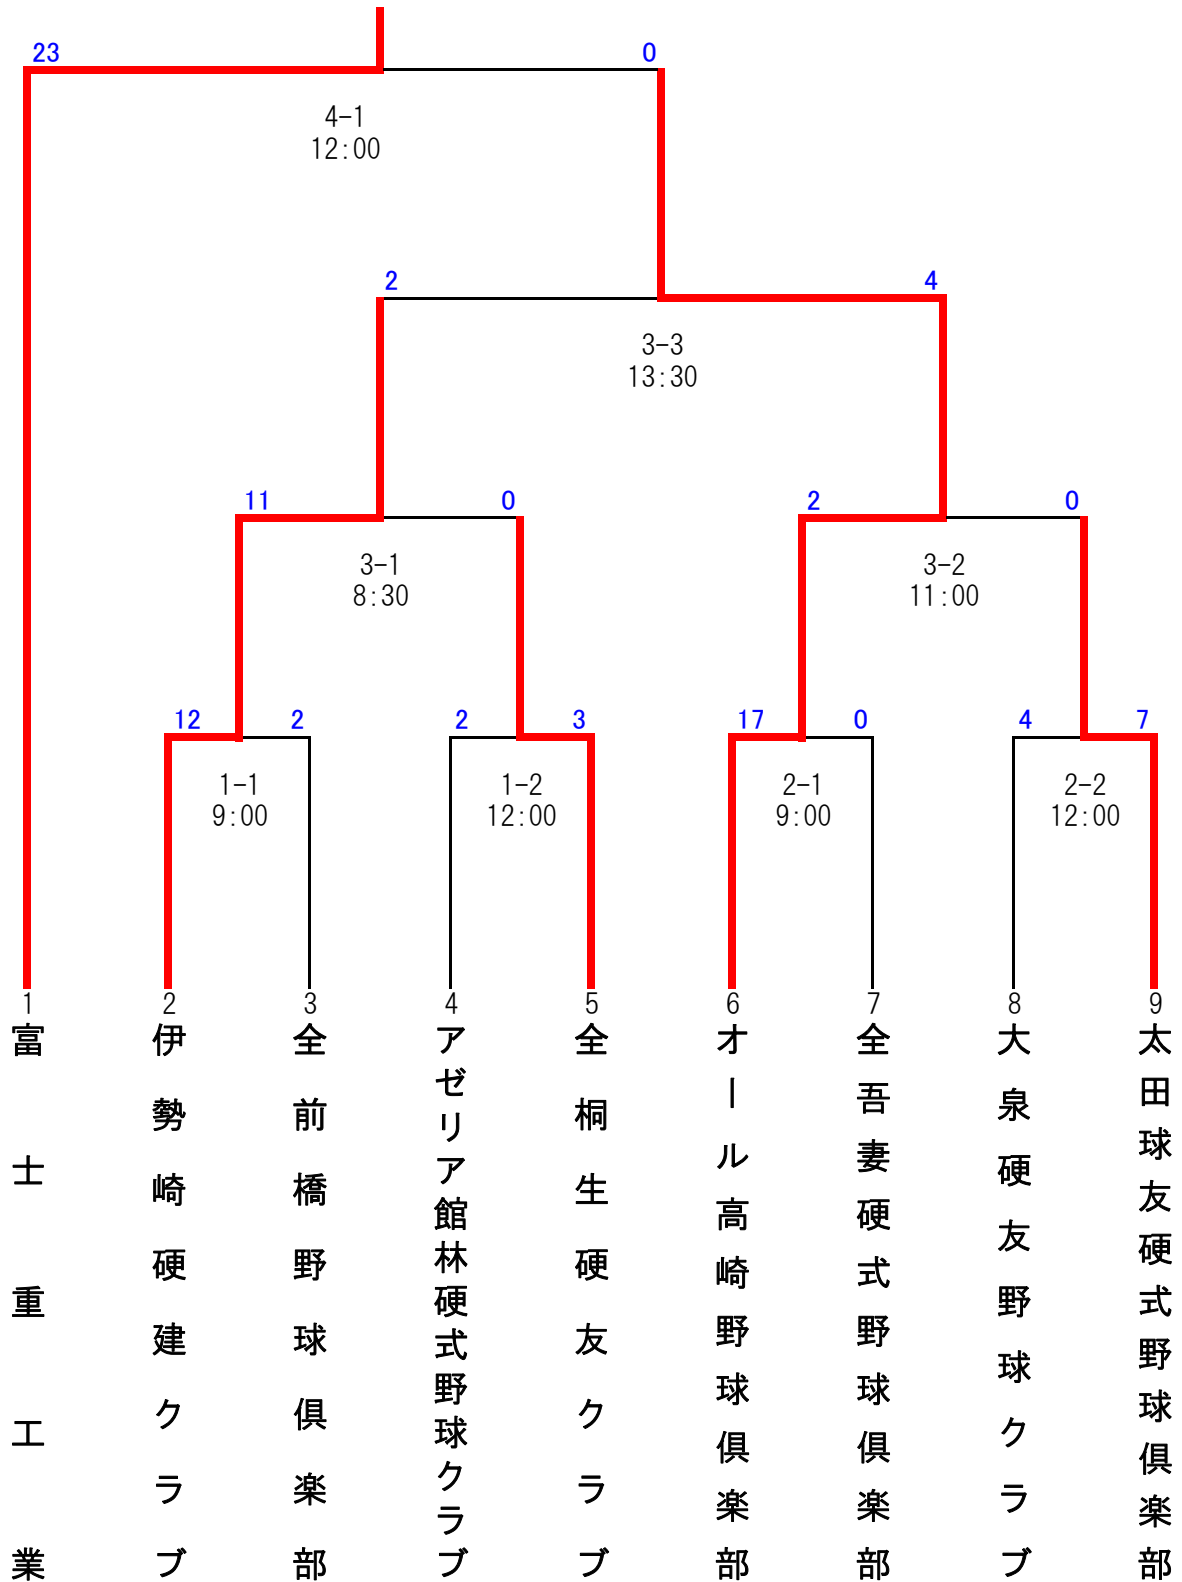 23 0
4-1
12:00
2 4
3-3
13:30
11 0 2 0
3-1 3-2
8:30 11:00
12 2 2 3 17 0 4 7
1-1 1-2 2-1 2-2
9:00 12:00 9:00 12:00
1 2 3 4 5 6 7 8 9
富士重工業
伊勢崎硬建クラブ
全前橋野球倶楽部
アゼリア館林硬式野球クラブ
全桐生硬友クラブ
オール高崎野球倶楽部
全吾妻硬式野球倶楽部
大泉硬友野球クラブ
太田球友硬式野球倶楽部